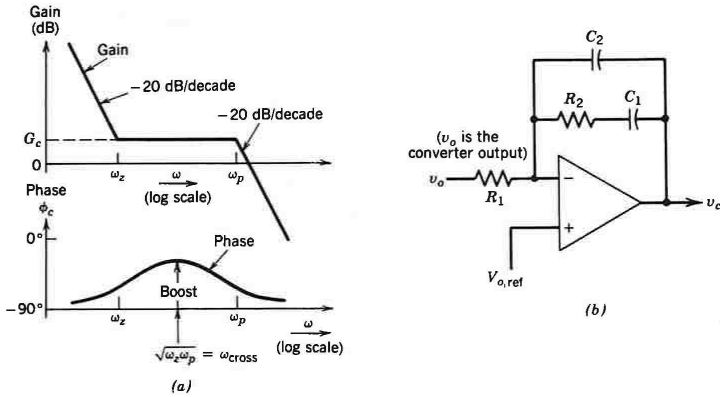 Gain
(dB)
Gain
−20 dB/decade
−20 dB/decade
G_c
0
ω_z
ω
ω_p
(log scale)
Phase
ϕ_c
0°
Phase
Boost
−90°
ω_z
ω_p
ω
(log scale)
√ω_zω_p = ω_cross
(a)
C_2
R_2
C_1
(v_o is the
converter output)
v_o
R_1
−
+
v_c
V_o,ref
(b)